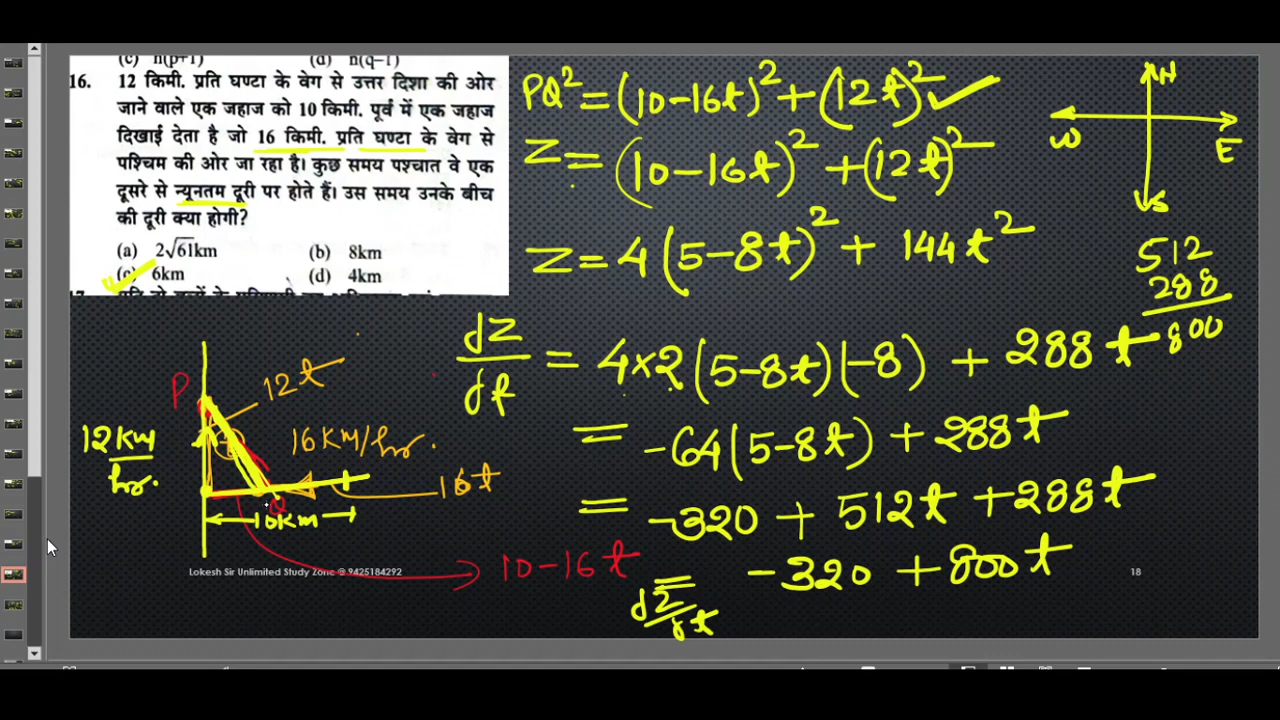 (c) n(p+1) (d) n(q-1)
16. 12 किमी. प्रति घण्टा के वेग से उत्तर दिशा की ओर
जाने वाले एक जहाज को 10 किमी. पूर्व में एक जहाज
दिखाई देता है जो 16 किमी. प्रति घण्टा के वेग से
पश्चिम की ओर जा रहा है। कुछ समय पश्चात वे एक
दूसरे से न्यूनतम दूरी पर होते हैं। उस समय उनके बीच
की दूरी क्या होगी?
(a) 2√61km (b) 8km
(c) 6km (d) 4km
PQ² = (10-16t)² + (12t)²
Z = (10-16t)² + (12t)²
Z = 4(5-8t)² + 144t²
dZ/dt = 4×2(5-8t)(-8) + 288t
= -64(5-8t) + 288t
= -320 + 512t + 288t
dZ/dt = -320 + 800t
N
W E
S
512
288
800
P
12t
12KM/hr.
16KM/hr.
16t
Q
10KM
10-16t
Lokesh Sir Unlimited Study Zone @ 9425184292
18